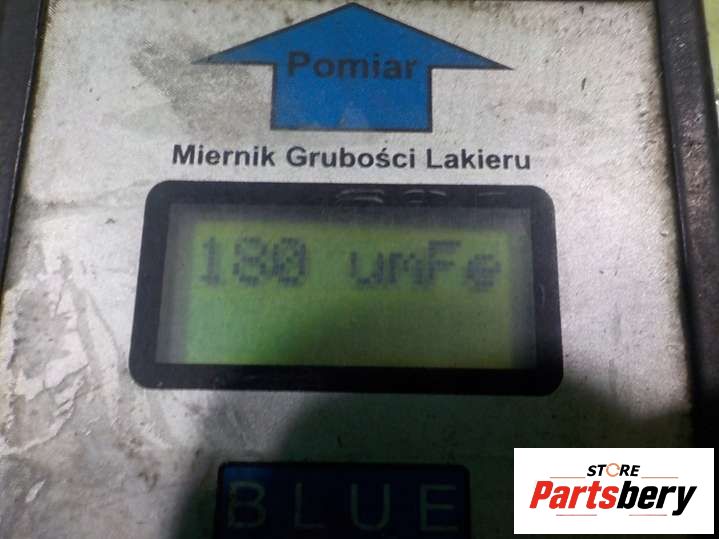 Pomiar
Miernik Grubości Lakieru
180 umFe
BLUE
STORE
Partsbery